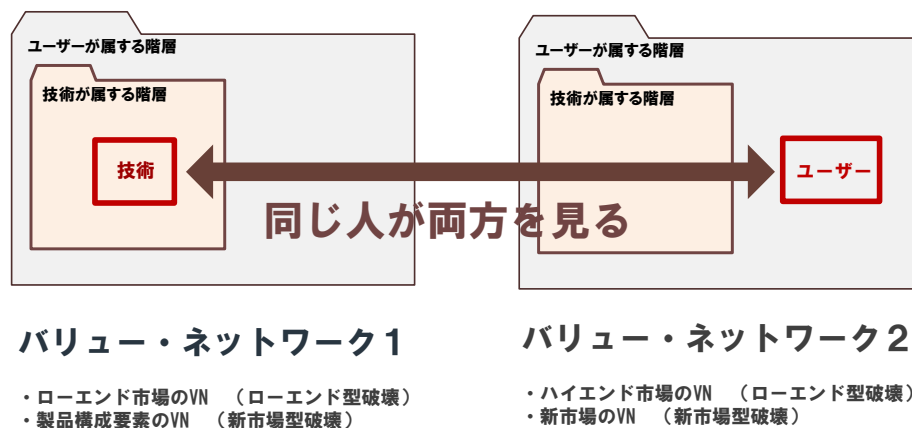 ユーザーが属する階層
技術が属する階層
技術
ユーザーが属する階層
技術が属する階層
ユーザー
同じ人が両方を見る
バリュー・ネットワーク1
・ローエンド市場のVN （ローエンド型破壊）
・製品構成要素のVN （新市場型破壊）
バリュー・ネットワーク2
・ハイエンド市場のVN （ローエンド型破壊）
・新市場のVN （新市場型破壊）